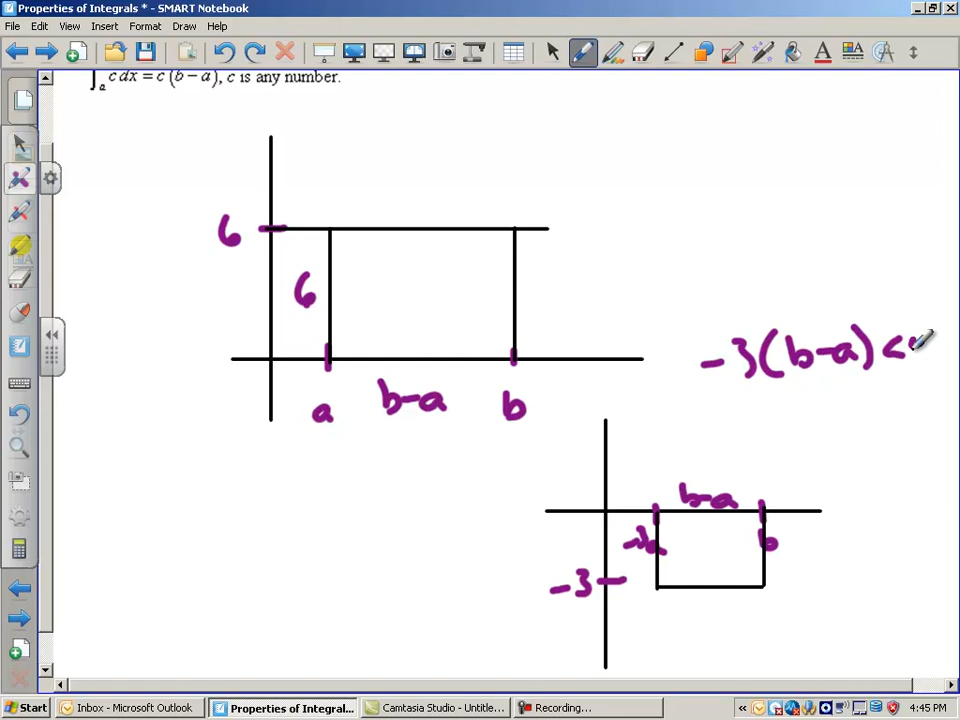 Properties of Integrals * - SMART Notebook
File Edit View Insert Format Draw Help
∫a c dx = c (b − a), c is any number.
6
6
a b-a b
-3(b-a)<
b-a
b
-3
Start Inbox - Microsoft Outlook Properties of Integral... Camtasia Studio - Untitle... Recording... 4:45 PM